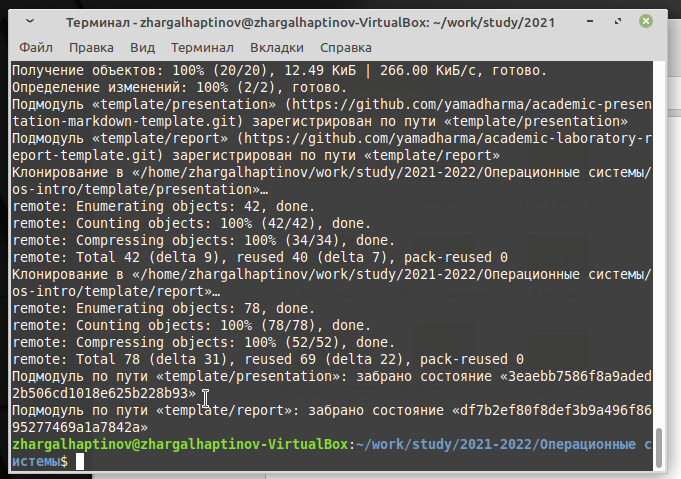 Терминал - zhargalhaptinov@zhargalhaptinov-VirtualBox: ~/work/study/2021
Файл Правка Вид Терминал Вкладки Справка
Получение объектов: 100% (20/20), 12.49 КиБ | 266.00 КиБ/с, готово.
Определение изменений: 100% (2/2), готово.
Подмодуль «template/presentation» (https://github.com/yamadharma/academic-presen
tation-markdown-template.git) зарегистрирован по пути «template/presentation»
Подмодуль «template/report» (https://github.com/yamadharma/academic-laboratory-r
eport-template.git) зарегистрирован по пути «template/report»
Клонирование в «/home/zhargalhaptinov/work/study/2021-2022/Операционные системы/
os-intro/template/presentation»…
remote: Enumerating objects: 42, done.
remote: Counting objects: 100% (42/42), done.
remote: Compressing objects: 100% (34/34), done.
remote: Total 42 (delta 9), reused 40 (delta 7), pack-reused 0
Клонирование в «/home/zhargalhaptinov/work/study/2021-2022/Операционные системы/
os-intro/template/report»…
remote: Enumerating objects: 78, done.
remote: Counting objects: 100% (78/78), done.
remote: Compressing objects: 100% (52/52), done.
remote: Total 78 (delta 31), reused 69 (delta 22), pack-reused 0
Подмодуль по пути «template/presentation»: забрано состояние «3eaebb7586f8a9aded
2b506cd1018e625b228b93»
Подмодуль по пути «template/report»: забрано состояние «df7b2ef80f8def3b9a496f86
95277469a1a7842a»
zhargalhaptinov@zhargalhaptinov-VirtualBox:~/work/study/2021-2022/Операционные с
истемы$